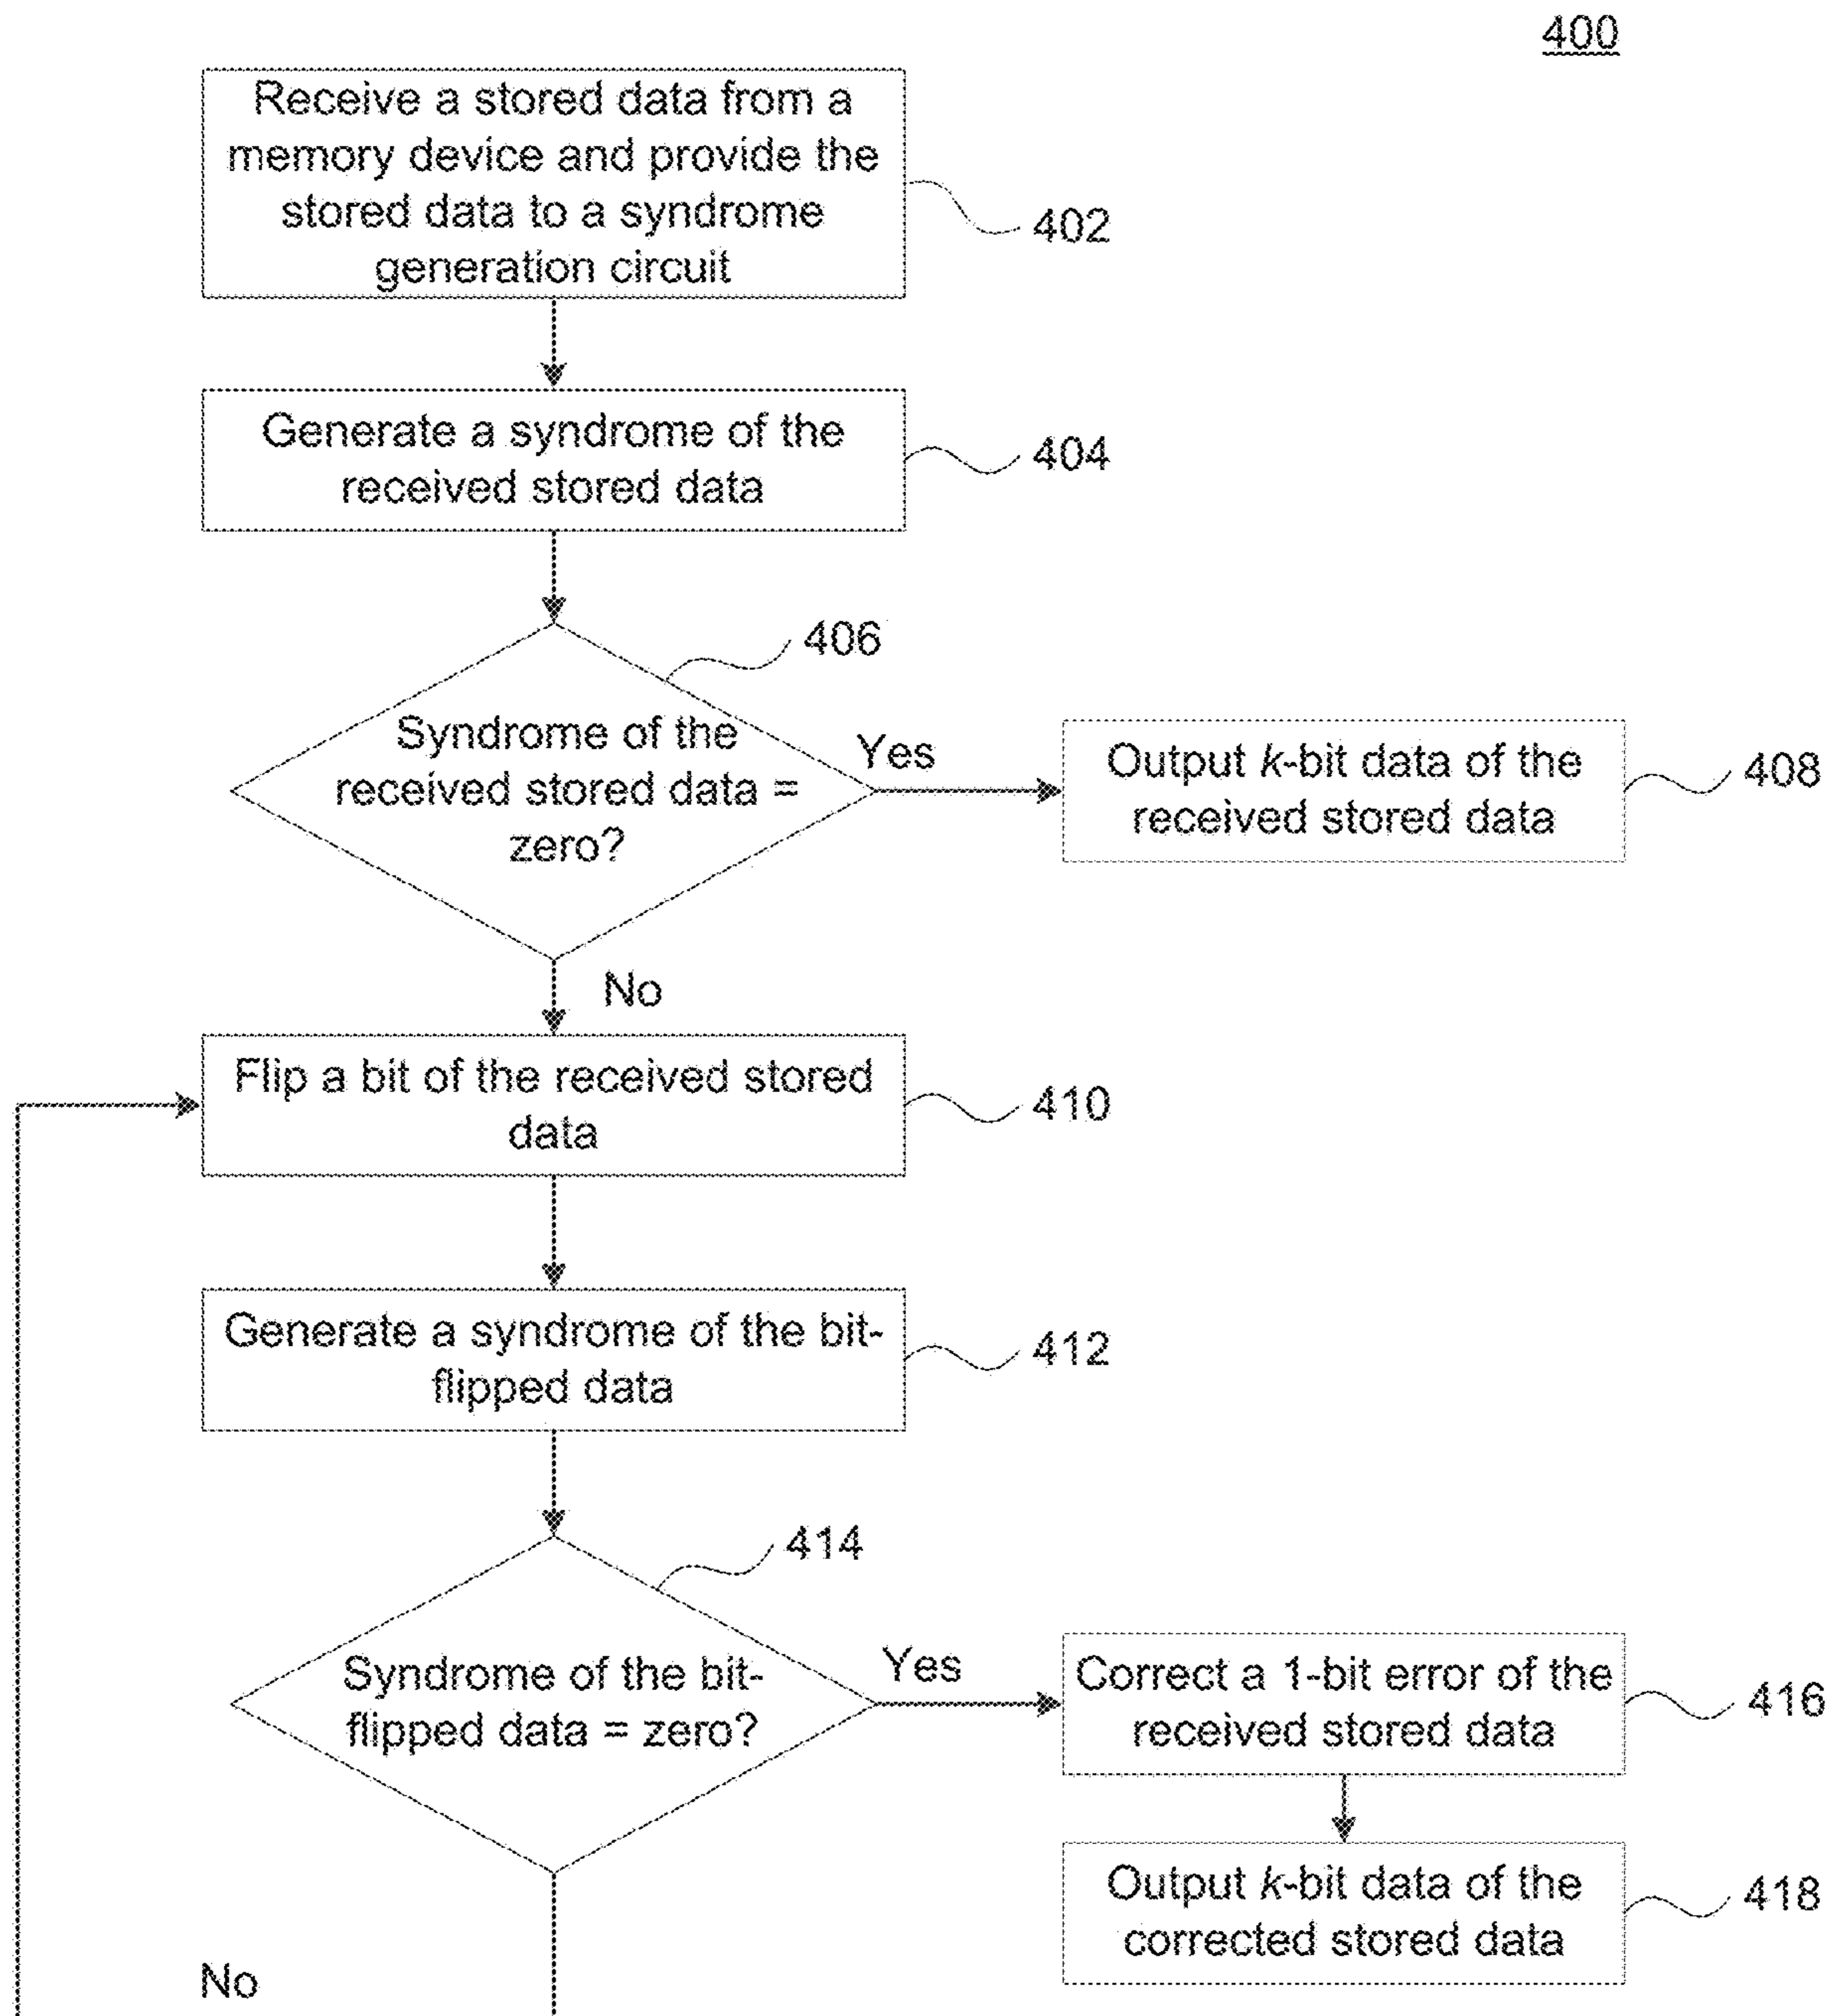 400
Receive a stored data from a
memory device and provide the
stored data to a syndrome
generation circuit
402
Generate a syndrome of the
received stored data
404
406
Syndrome of the
received stored data =
zero?
Yes
Output k-bit data of the
received stored data
408
No
Flip a bit of the received stored
data
410
Generate a syndrome of the bit-
flipped data
412
414
Syndrome of the bit-
flipped data = zero?
Yes
Correct a 1-bit error of the
received stored data
416
Output k-bit data of the
corrected stored data
418
No